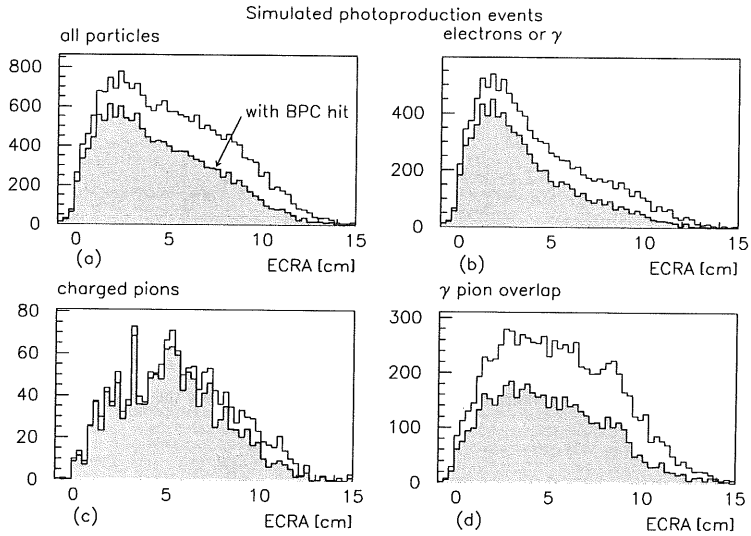 Simulated photoproduction events
all particles
800
600
400
200
0
with BPC hit
0 5 10 15
(a)
ECRA [cm]
electrons or γ
400
200
0
0 5 10 15
(b)
ECRA [cm]
charged pions
80
60
40
20
0
0 5 10 15
(c)
ECRA [cm]
γ pion overlap
300
200
100
0
0 5 10 15
(d)
ECRA [cm]